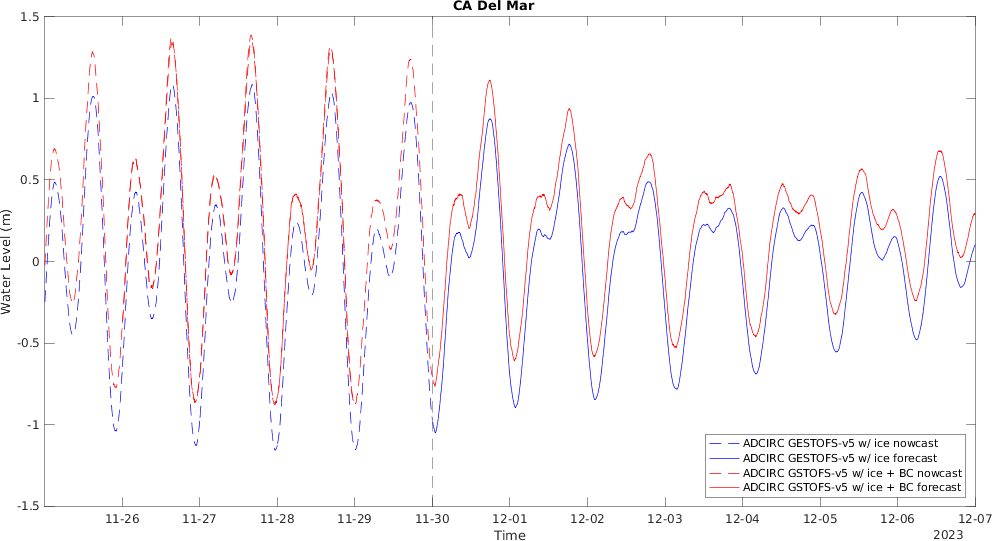 CA Del Mar
1.5
1
0.5
0
-0.5
-1
-1.5
Water Level (m)
ADCIRC GESTOFS-v5 w/ ice nowcast
ADCIRC GESTOFS-v5 w/ ice forecast
ADCIRC GSTOFS-v5 w/ ice + BC nowcast
ADCIRC GSTOFS-v5 w/ ice + BC forecast
11-26 11-27 11-28 11-29 11-30 12-01 12-02 12-03 12-04 12-05 12-06 12-07
Time
2023